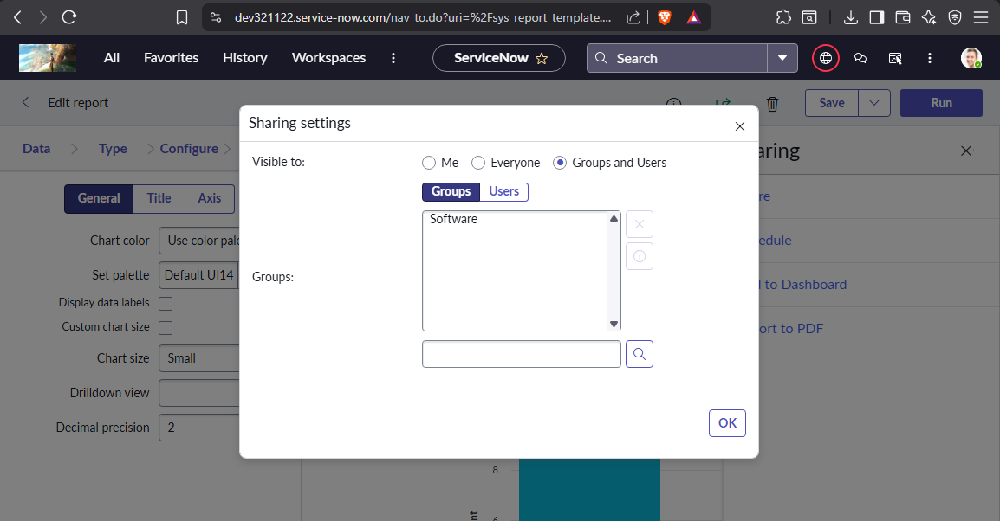 dev321122.service-now.com/nav_to.do?uri=%2Fsys_report_template....
All Favorites History Workspaces ServiceNow Search
Edit report Save Run
Data Type Configure aring
Sharing settings
Visible to: Me Everyone Groups and Users
Groups Users
Software
Groups:
OK
General Title Axis
Chart color Use color pale
Set palette Default UI14
Display data labels
Custom chart size
Chart size Small
Drilldown view
Decimal precision 2
re
edule
l to Dashboard
ort to PDF
8
6
nt